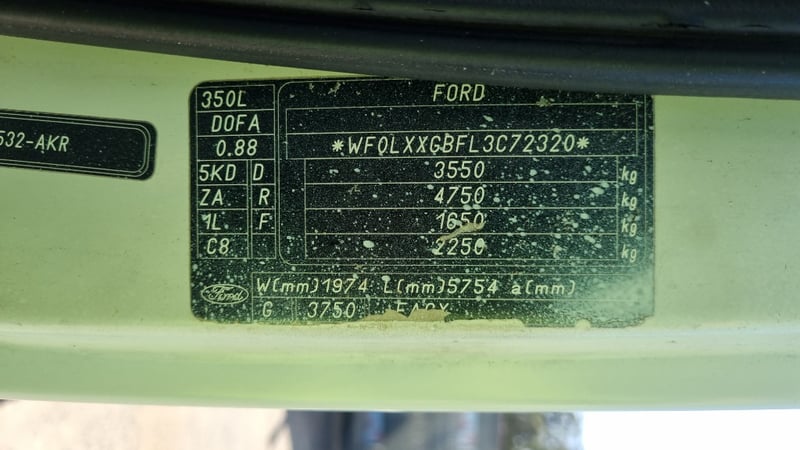 532-AKR
350L FORD
D0FA
0.88 *WF0LXXGBFL3C72320*
5KD D 3550 kg
ZA R 4750 kg
1L F 1650 kg
C8 2250 kg
Ford W(mm)1974 L(mm)5754 a(mm)
G 3750